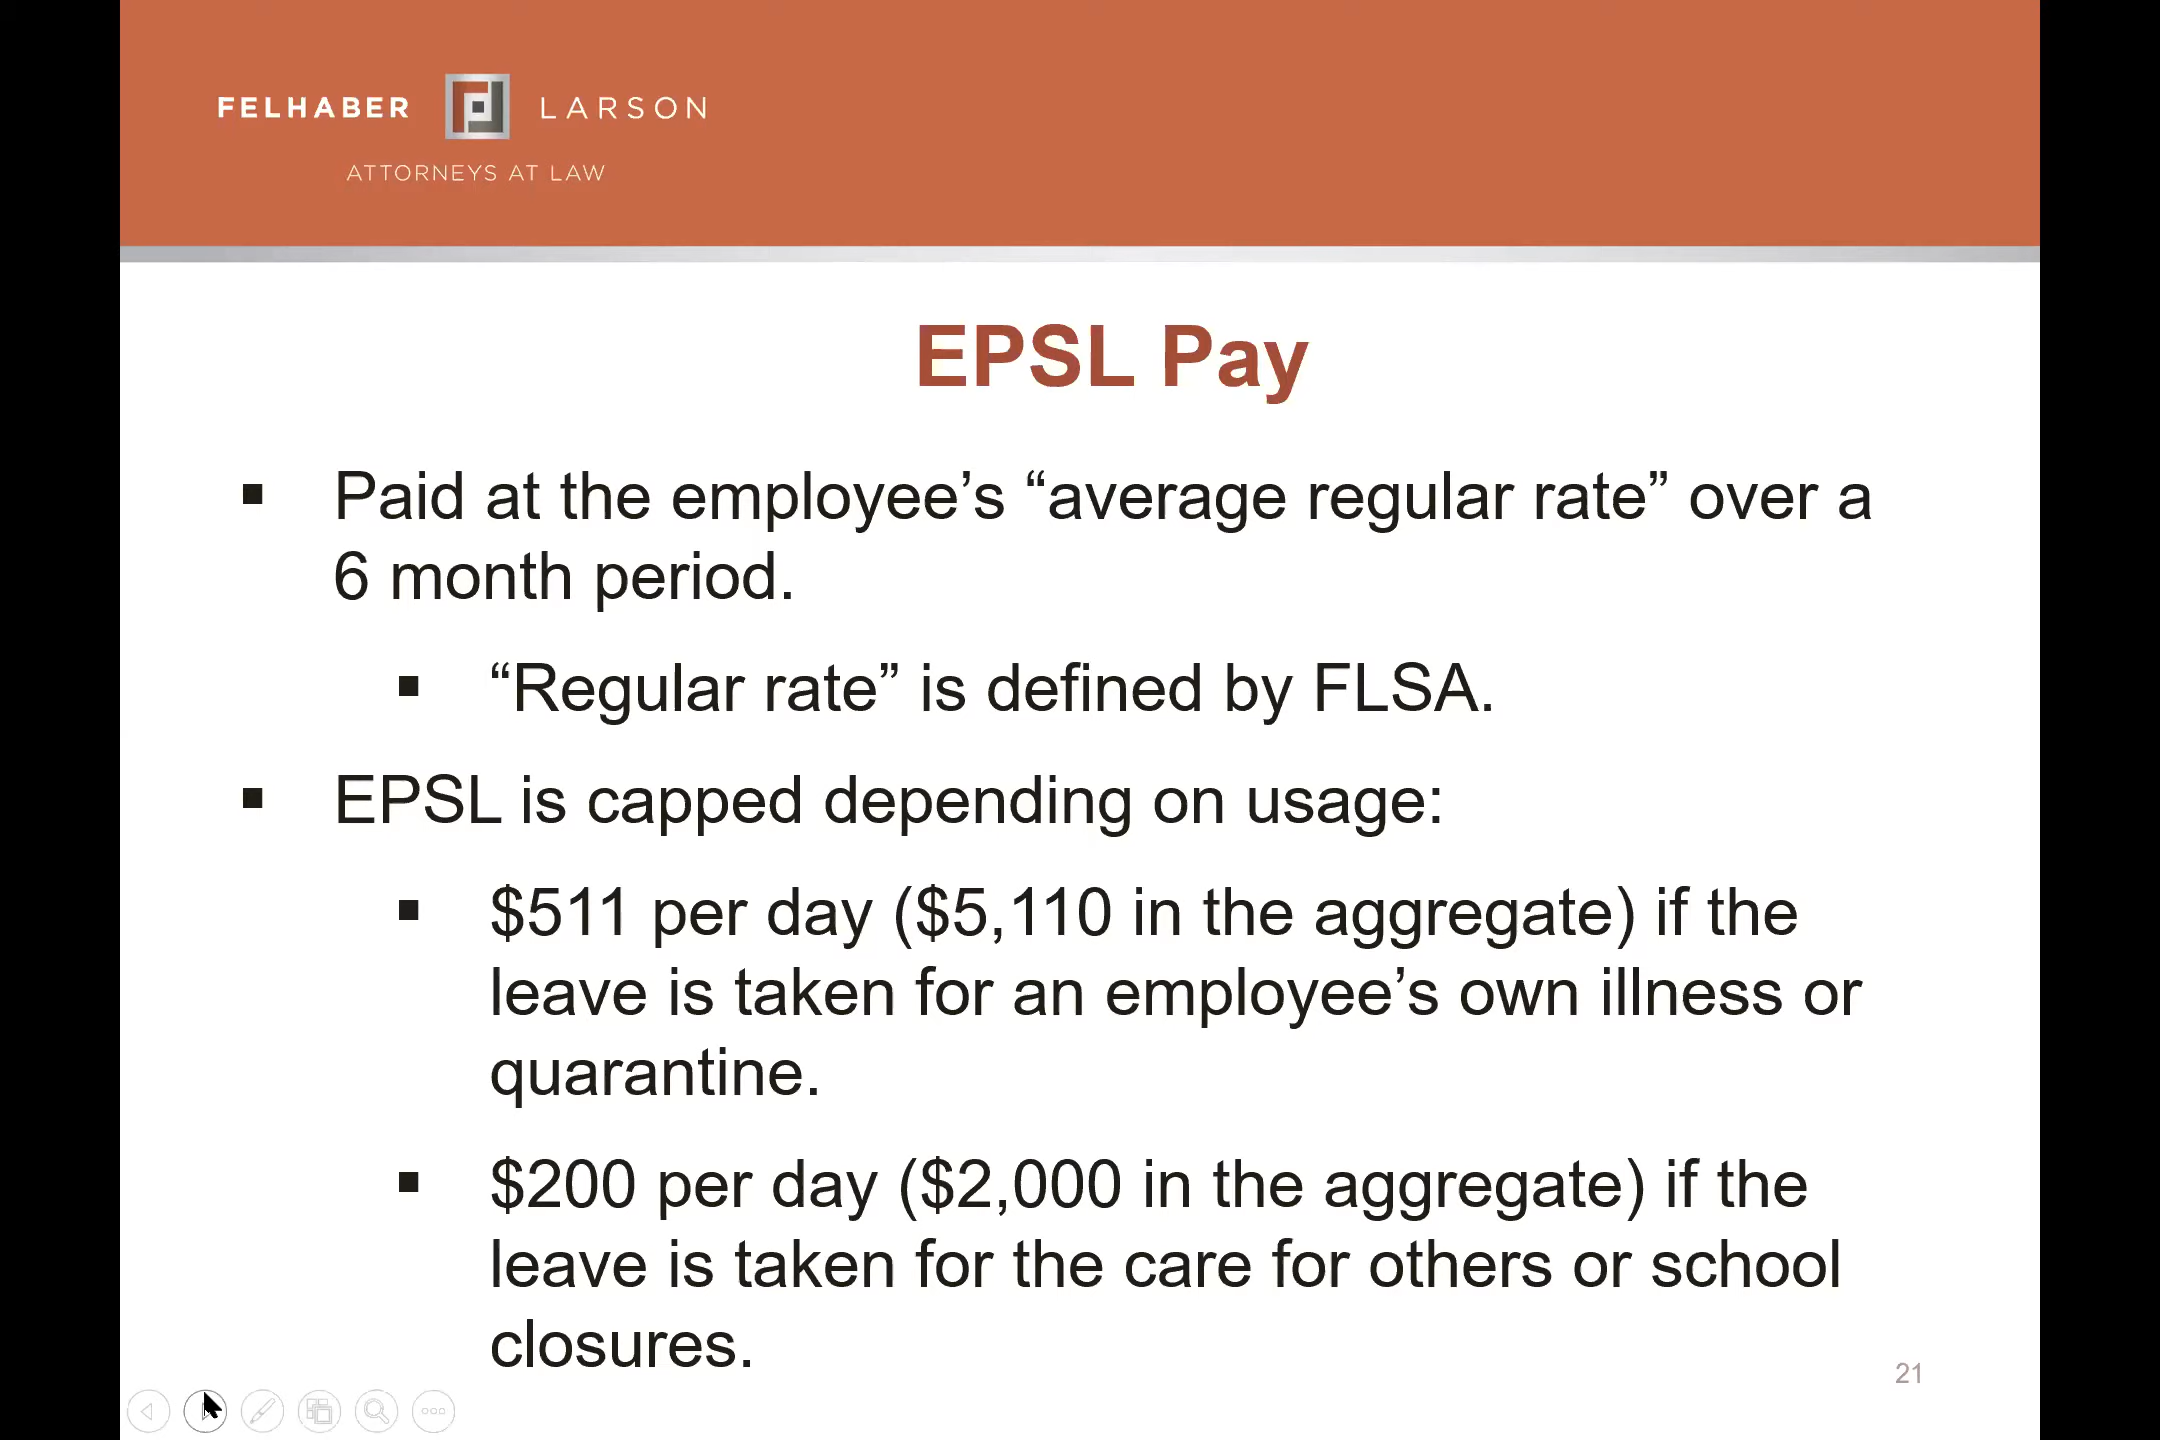 FELHABER LARSON
ATTORNEYS AT LAW
EPSL Pay
▪ Paid at the employee’s “average regular rate” over a
6 month period.
▪ “Regular rate” is defined by FLSA.
▪ EPSL is capped depending on usage:
▪ $511 per day ($5,110 in the aggregate) if the
leave is taken for an employee’s own illness or
quarantine.
▪ $200 per day ($2,000 in the aggregate) if the
leave is taken for the care for others or school
closures.
21